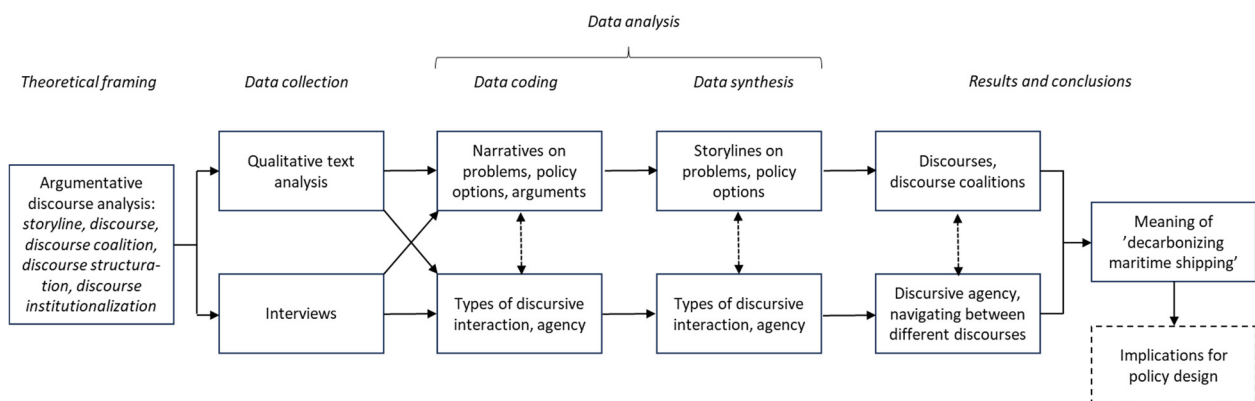 Data analysis
Theoretical framing
Data collection
Data coding
Data synthesis
Results and conclusions
Argumentative
discourse analysis:
storyline, discourse,
discourse coalition,
discourse structura-
tion, discourse
institutionalization
Qualitative text
analysis
Interviews
Narratives on
problems, policy
options, arguments
Types of discursive
interaction, agency
Storylines on
problems, policy
options
Types of discursive
interaction, agency
Discourses,
discourse coalitions
Discursive agency,
navigating between
different discourses
Meaning of
’decarbonizing
maritime shipping’
Implications for
policy design